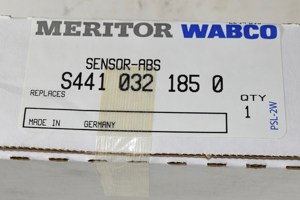 MERITOR WABCO
SENSOR-ABS
S441 032 185 0
REPLACES
QTY
1
MADE IN GERMANY
PSL-2W